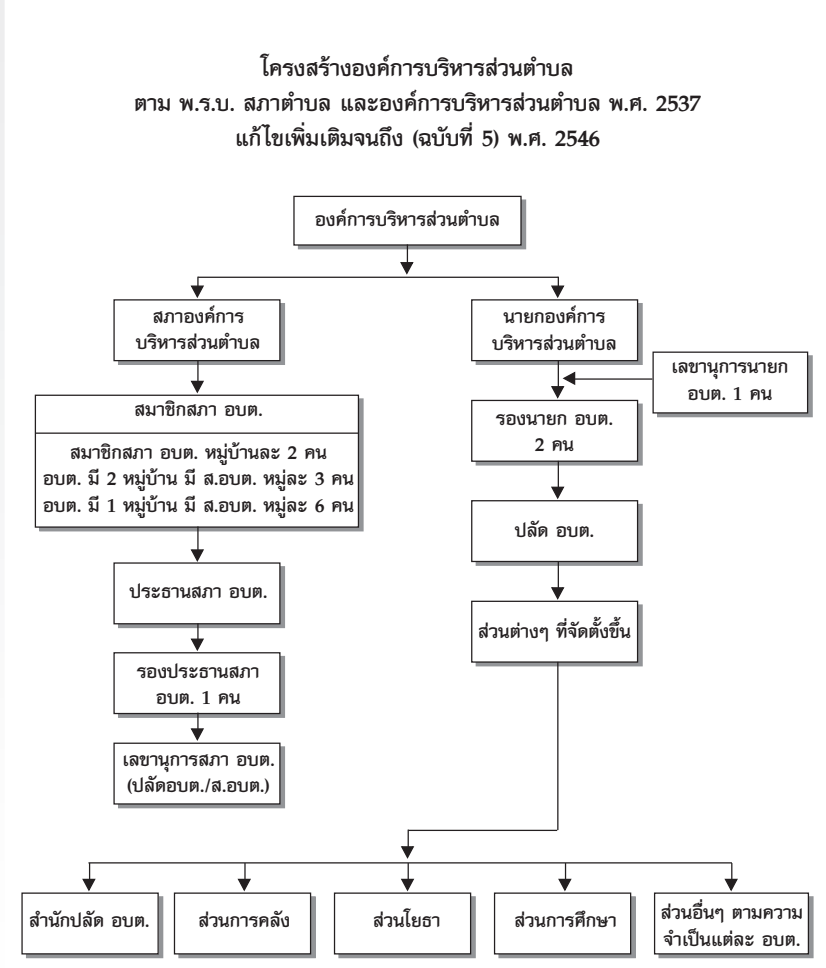 โครงสร้างองค์การบริหารส่วนตำบล
ตาม พ.ร.บ. สภาตำบล และองค์การบริหารส่วนตำบล พ.ศ. 2537
แก้ไขเพิ่มเติมจนถึง (ฉบับที่ 5) พ.ศ. 2546
องค์การบริหารส่วนตำบล
สภาองค์การ
บริหารส่วนตำบล
สมาชิกสภา อบต.
สมาชิกสภา อบต. หมู่บ้านละ 2 คน
อบต. มี 2 หมู่บ้าน มี ส.อบต. หมู่ละ 3 คน
อบต. มี 1 หมู่บ้าน มี ส.อบต. หมู่ละ 6 คน
ประธานสภา อบต.
รองประธานสภา
อบต. 1 คน
เลขานุการสภา อบต.
(ปลัดอบต./ส.อบต.)
นายกองค์การ
บริหารส่วนตำบล
เลขานุการนายก
อบต. 1 คน
รองนายก อบต.
2 คน
ปลัด อบต.
ส่วนต่างๆ ที่จัดตั้งขึ้น
สำนักปลัด อบต.
ส่วนการคลัง
ส่วนโยธา
ส่วนการศึกษา
ส่วนอื่นๆ ตามความ
จำเป็นแต่ละ อบต.